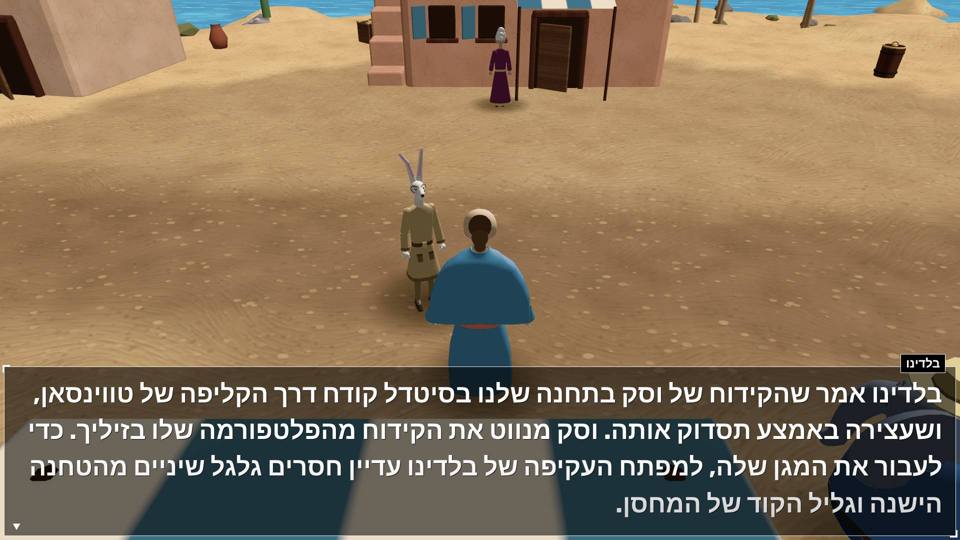 בלדינו
בלדינו אמר שהקידוח של וסק בתחנה שלנו בסיטדל קודח דרך הקליפה של טווינסאן,
ושעצירה באמצע תסדוק אותה. וסק מנווט את הקידוח מהפלטפורמה שלו בזיליך. כדי
לעבור את המגן שלה, למפתח העקיפה של בלדינו עדיין חסרים גלגל שיניים מהטחנה
הישנה וגליל הקוד של המחסן.